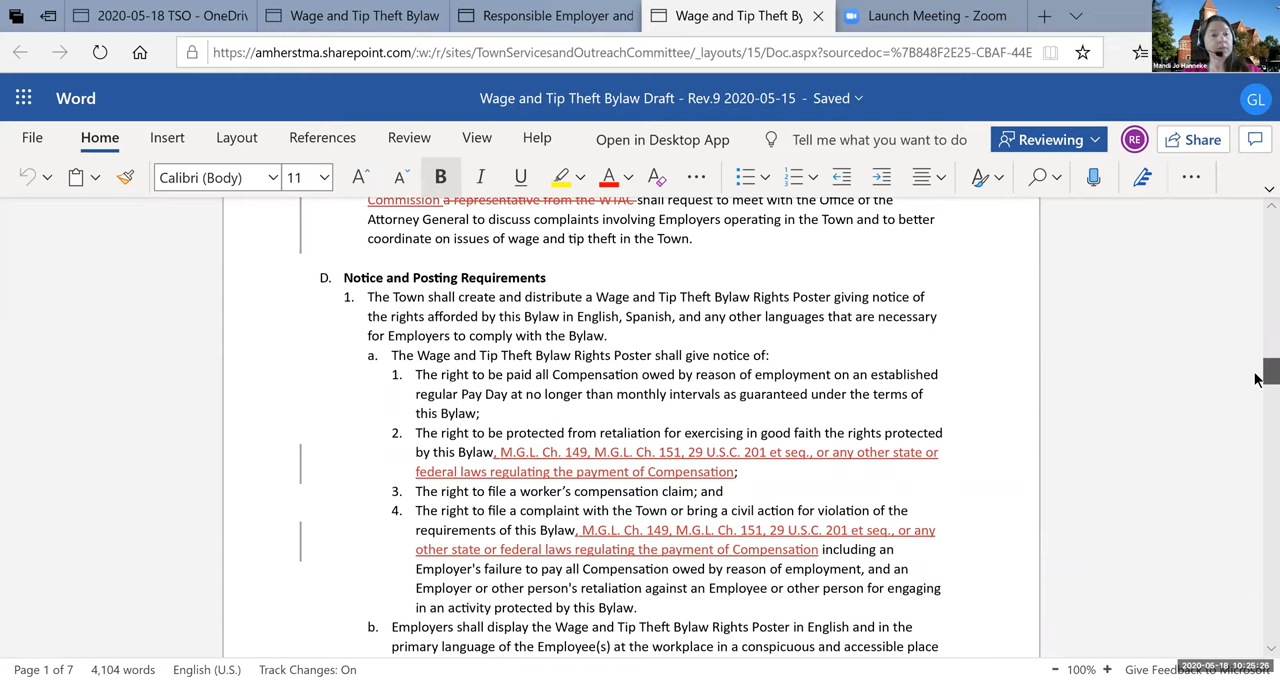 2020-05-18 TSO - OneDriv
Wage and Tip Theft Bylaw
Responsible Employer and
Wage and Tip Theft By
Launch Meeting - Zoom
https://amherstma.sharepoint.com/:w:/r/sites/TownServicesandOutreachCommittee/_layouts/15/Doc.aspx?sourcedoc=%7B848F2E25-CBAF-44E
Mandi Jo Hanneke
Word
Wage and Tip Theft Bylaw Draft - Rev.9 2020-05-15 - Saved
GL
File Home Insert Layout References Review View Help Open in Desktop App Tell me what you want to do Reviewing RE Share
Calibri (Body) 11 B I U A
Commission a representative from the WTAC shall request to meet with the Office of the
Attorney General to discuss complaints involving Employers operating in the Town and to better
coordinate on issues of wage and tip theft in the Town.
D. Notice and Posting Requirements
1. The Town shall create and distribute a Wage and Tip Theft Bylaw Rights Poster giving notice of
the rights afforded by this Bylaw in English, Spanish, and any other languages that are necessary
for Employers to comply with the Bylaw.
a. The Wage and Tip Theft Bylaw Rights Poster shall give notice of:
1. The right to be paid all Compensation owed by reason of employment on an established
regular Pay Day at no longer than monthly intervals as guaranteed under the terms of
this Bylaw;
2. The right to be protected from retaliation for exercising in good faith the rights protected
by this Bylaw, M.G.L. Ch. 149, M.G.L. Ch. 151, 29 U.S.C. 201 et seq., or any other state or
federal laws regulating the payment of Compensation;
3. The right to file a worker's compensation claim; and
4. The right to file a complaint with the Town or bring a civil action for violation of the
requirements of this Bylaw, M.G.L. Ch. 149, M.G.L. Ch. 151, 29 U.S.C. 201 et seq., or any
other state or federal laws regulating the payment of Compensation including an
Employer's failure to pay all Compensation owed by reason of employment, and an
Employer or other person's retaliation against an Employee or other person for engaging
in an activity protected by this Bylaw.
b. Employers shall display the Wage and Tip Theft Bylaw Rights Poster in English and in the
primary language of the Employee(s) at the workplace in a conspicuous and accessible place
Page 1 of 7 4,104 words English (U.S.) Track Changes: On - 100% + Give Feedback to Microsoft
2020-05-18 10:25:26